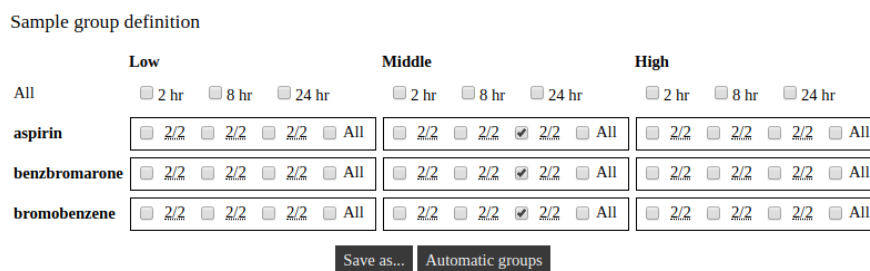 Sample group definition
Low Middle High
All 2 hr 8 hr 24 hr 2 hr 8 hr 24 hr 2 hr 8 hr 24 hr
aspirin 2/2 2/2 2/2 All 2/2 2/2 2/2 All 2/2 2/2 2/2 All
benzbromarone 2/2 2/2 2/2 All 2/2 2/2 2/2 All 2/2 2/2 2/2 All
bromobenzene 2/2 2/2 2/2 All 2/2 2/2 2/2 All 2/2 2/2 2/2 All
Save as... Automatic groups